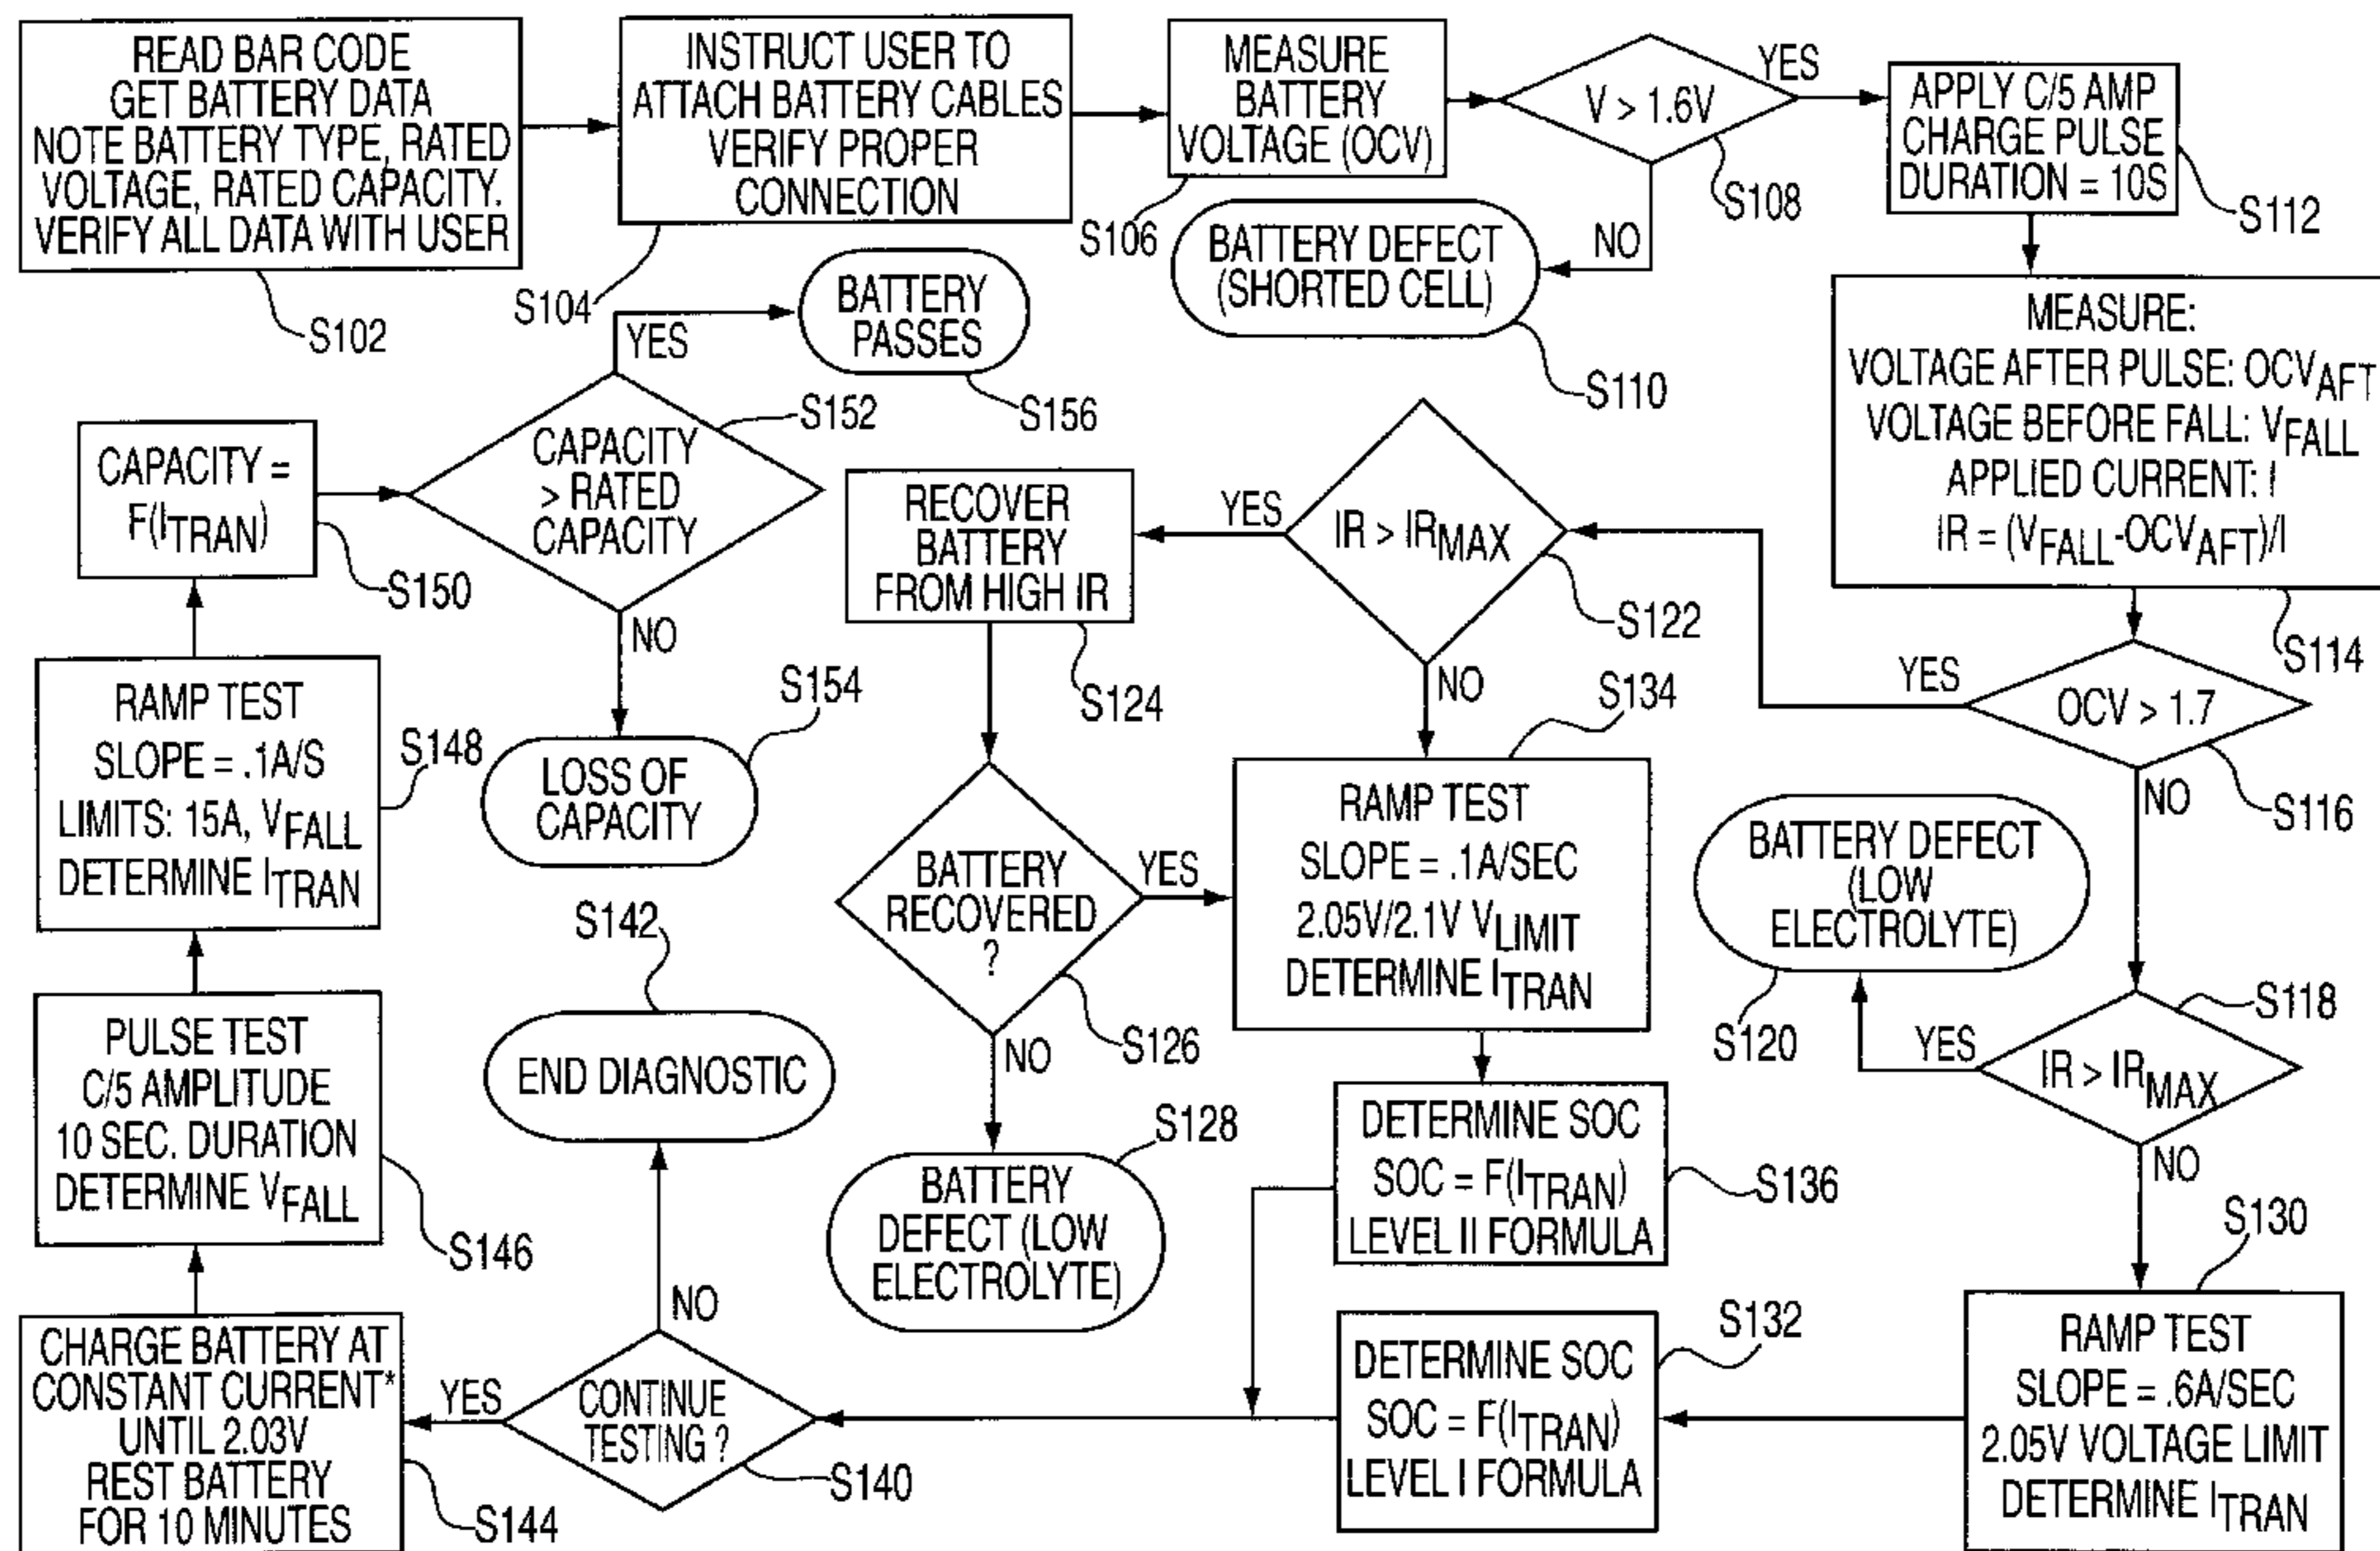 READ BAR CODE
GET BATTERY DATA
NOTE BATTERY TYPE, RATED
VOLTAGE, RATED CAPACITY.
VERIFY ALL DATA WITH USER
S102
INSTRUCT USER TO
ATTACH BATTERY CABLES
VERIFY PROPER
CONNECTION
S104
MEASURE
BATTERY
VOLTAGE (OCV)
S106
V > 1.6V
YES
S108
NO
BATTERY DEFECT
(SHORTED CELL)
S110
APPLY C/5 AMP
CHARGE PULSE
DURATION = 10S
S112
MEASURE:
VOLTAGE AFTER PULSE: OCVAFT
VOLTAGE BEFORE FALL: VFALL
APPLIED CURRENT: I
IR = (VFALL-OCVAFT)/I
S114
OCV > 1.7
YES
NO
S116
IR > IRMAX
S118
YES
NO
BATTERY DEFECT
(LOW
ELECTROLYTE)
S120
IR > IRMAX
S122
YES
NO
RECOVER
BATTERY
FROM HIGH IR
S124
BATTERY
RECOVERED
?
YES
S126
NO
BATTERY
DEFECT (LOW
ELECTROLYTE)
S128
RAMP TEST
SLOPE = .6A/SEC
2.05V VOLTAGE LIMIT
DETERMINE ITRAN
S130
DETERMINE SOC
SOC = F(ITRAN)
LEVEL I FORMULA
S132
RAMP TEST
SLOPE = .1A/SEC
2.05V/2.1V VLIMIT
DETERMINE ITRAN
S134
DETERMINE SOC
SOC = F(ITRAN)
LEVEL II FORMULA
S136
CONTINUE
TESTING ?
S140
NO
YES
END DIAGNOSTIC
S142
CHARGE BATTERY AT
CONSTANT CURRENT*
UNTIL 2.03V
REST BATTERY
FOR 10 MINUTES
S144
PULSE TEST
C/5 AMPLITUDE
10 SEC. DURATION
DETERMINE VFALL
S146
RAMP TEST
SLOPE = .1A/S
LIMITS: 15A, VFALL
DETERMINE ITRAN
S148
CAPACITY =
F(ITRAN)
S150
CAPACITY
> RATED
CAPACITY
S152
YES
NO
LOSS OF
CAPACITY
S154
BATTERY
PASSES
S156